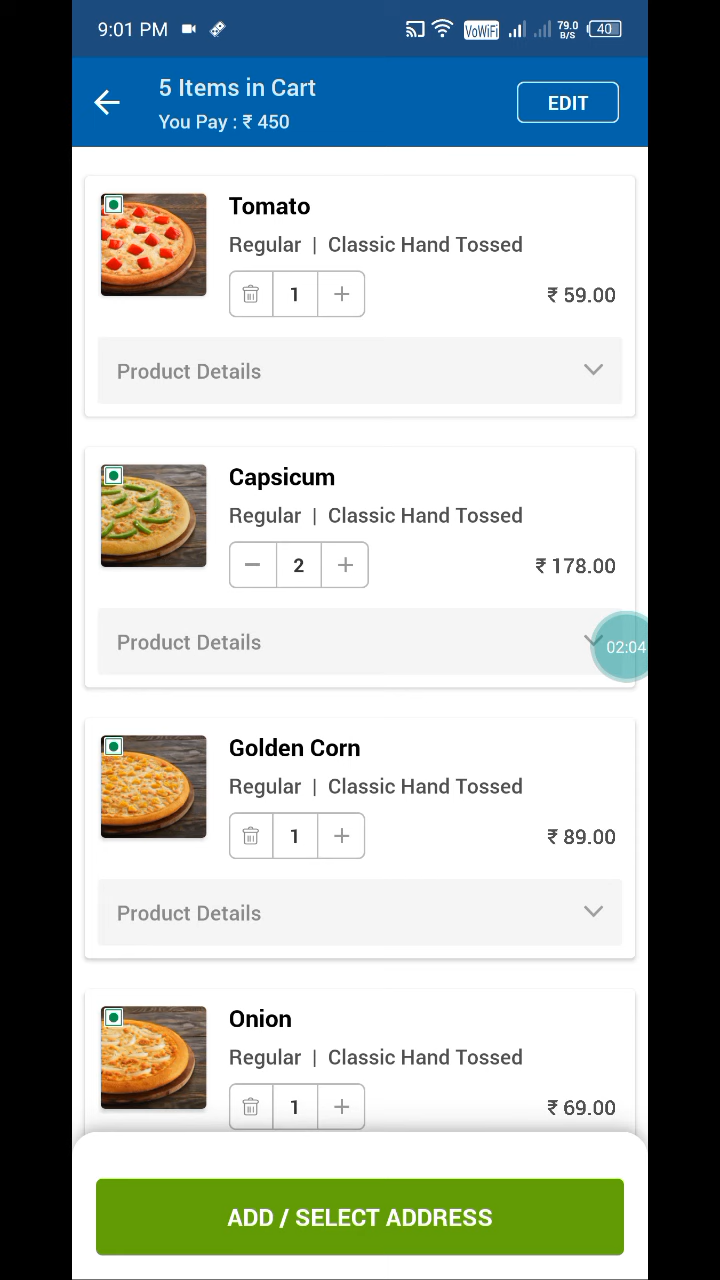 9:01 PM VoWiFi 79.0 B/S 40
5 Items in Cart
You Pay : ₹ 450
EDIT
Tomato
Regular | Classic Hand Tossed
1
₹ 59.00
Product Details
Capsicum
Regular | Classic Hand Tossed
2
₹ 178.00
Product Details
02:04
Golden Corn
Regular | Classic Hand Tossed
1
₹ 89.00
Product Details
Onion
Regular | Classic Hand Tossed
1
₹ 69.00
ADD / SELECT ADDRESS